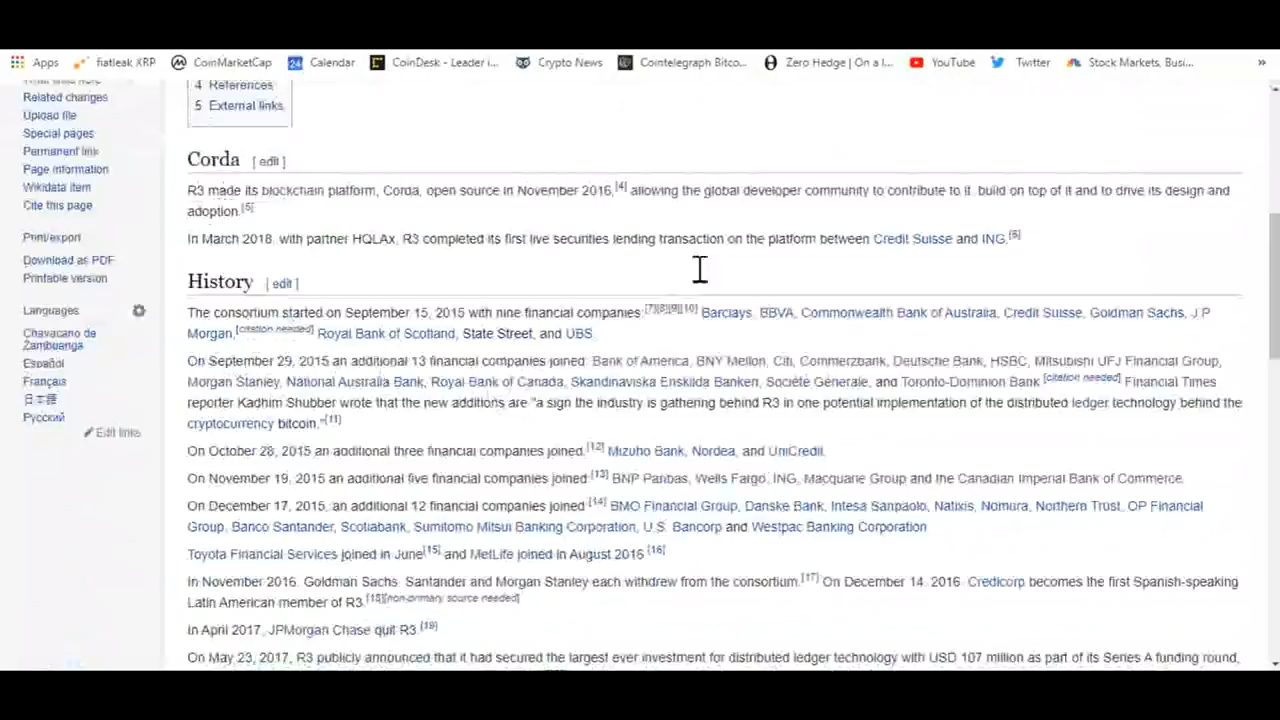 Apps fiatleak XRP CoinMarketCap 24 Calendar CoinDesk - Leader i... Crypto News Cointelegraph Bitco... Zero Hedge | On a l... YouTube Twitter Stock Markets, Busi... »
Related changes
Upload file
Special pages
Permanent link
Page information
Wikidata item
Cite this page
Print/export
Download as PDF
Printable version
Languages
Chavacano de
Zamboanga
Español
Français
日本語
Русский
Edit links
4 References
5 External links
Corda [ edit ]
R3 made its blockchain platform, Corda, open source in November 2016,[4] allowing the global developer community to contribute to it, build on top of it and to drive its design and
adoption.[5]
In March 2018, with partner HQLAx, R3 completed its first live securities lending transaction on the platform between Credit Suisse and ING.[6]
History [ edit ]
The consortium started on September 15, 2015 with nine financial companies:[7][8][9][10] Barclays, BBVA, Commonwealth Bank of Australia, Credit Suisse, Goldman Sachs, J.P.
Morgan,[citation needed] Royal Bank of Scotland, State Street, and UBS.
On September 29, 2015 an additional 13 financial companies joined: Bank of America, BNY Mellon, Citi, Commerzbank, Deutsche Bank, HSBC, Mitsubishi UFJ Financial Group,
Morgan Stanley, National Australia Bank, Royal Bank of Canada, Skandinaviska Enskilda Banken, Société Générale, and Toronto-Dominion Bank.[citation needed] Financial Times
reporter Kadhim Shubber wrote that the new additions are "a sign the industry is gathering behind R3 in one potential implementation of the distributed ledger technology behind the
cryptocurrency bitcoin."[11]
On October 28, 2015 an additional three financial companies joined:[12] Mizuho Bank, Nordea, and UniCredit.
On November 19, 2015 an additional five financial companies joined:[13] BNP Paribas, Wells Fargo, ING, Macquarie Group and the Canadian Imperial Bank of Commerce.
On December 17, 2015, an additional 12 financial companies joined:[14] BMO Financial Group, Danske Bank, Intesa Sanpaolo, Natixis, Nomura, Northern Trust, OP Financial
Group, Banco Santander, Scotiabank, Sumitomo Mitsui Banking Corporation, U.S. Bancorp and Westpac Banking Corporation
Toyota Financial Services joined in June[15] and MetLife joined in August 2016.[16]
In November 2016, Goldman Sachs, Santander and Morgan Stanley each withdrew from the consortium.[17] On December 14, 2016, Credicorp becomes the first Spanish-speaking
Latin American member of R3.[18][non-primary source needed]
In April 2017, JPMorgan Chase quit R3.[19]
On May 23, 2017, R3 publicly announced that it had secured the largest ever investment for distributed ledger technology with USD 107 million as part of its Series A funding round,